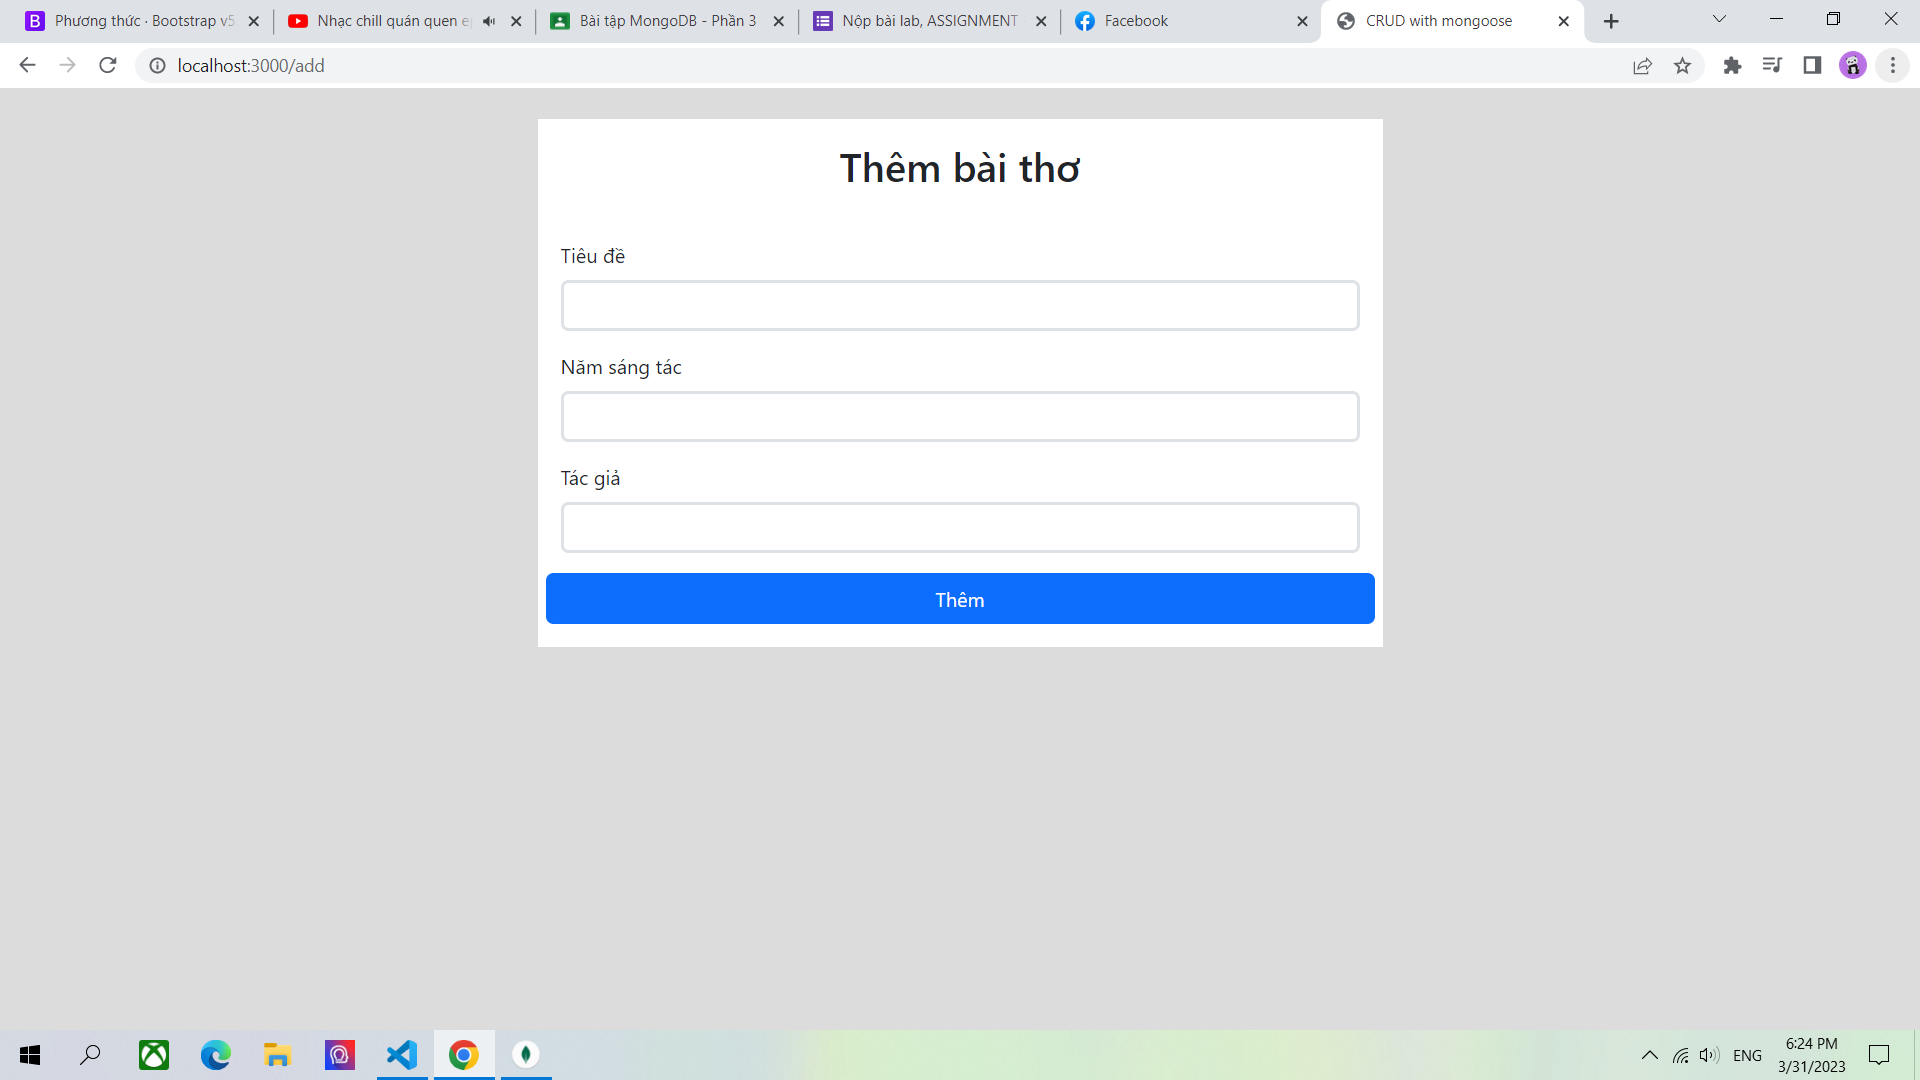 Phương thức · Bootstrap v5
Nhạc chill quán quen
Bài tập MongoDB - Phần 3
Nộp bài lab, ASSIGNMENT
Facebook
CRUD with mongoose
localhost:3000/add
Thêm bài thơ
Tiêu đề
Năm sáng tác
Tác giả
Thêm
ENG
6:24 PM
3/31/2023